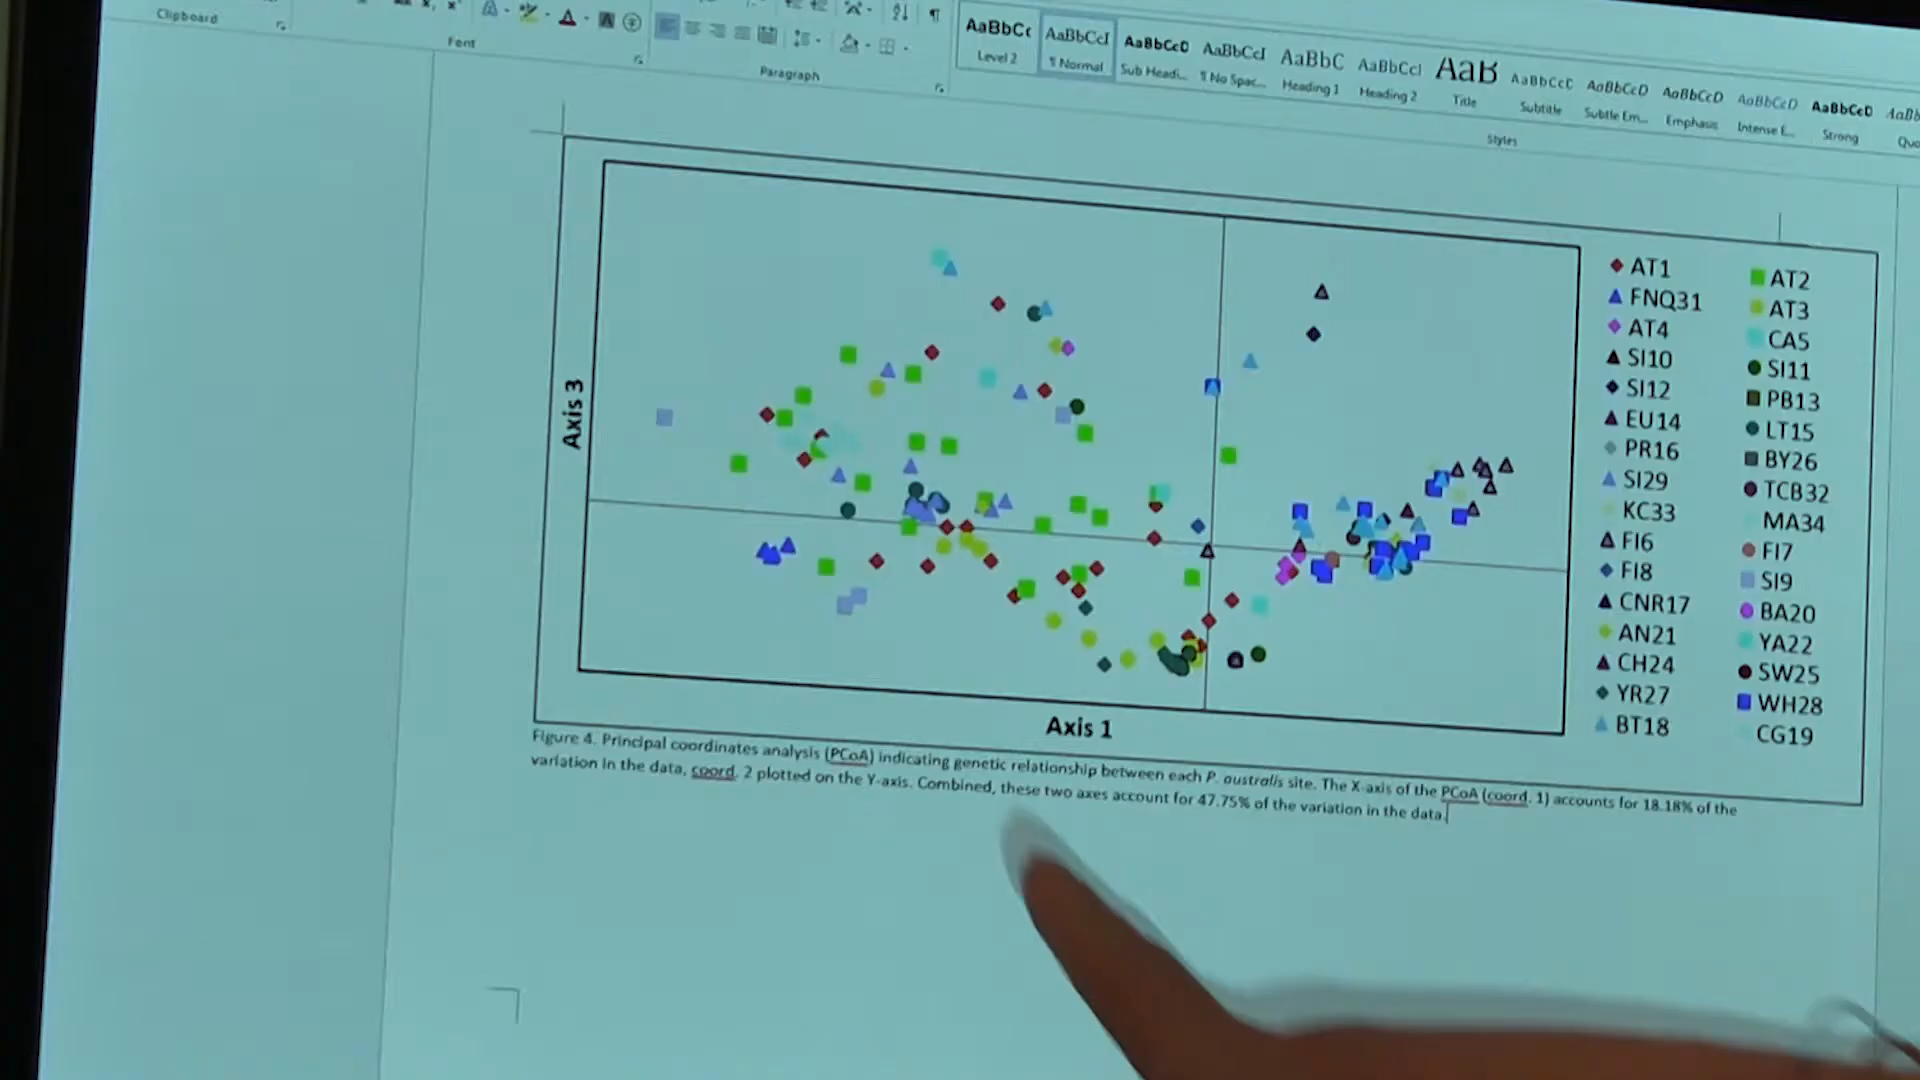 Clipboard
Font
Paragraph
AaBbCc AaBbCcI AaBbCcD AaBbCcI AaBbC AaBbCcI AaB AaBbCcD AaBbCcD AaBbCcD AaBbCcD AaBbCcD
Level 2 ¶ Normal Sub Headi... ¶ No Spac... Heading 1 Heading 2 Title Subtitle Subtle Em... Emphasis Intense E... Strong
Styles
Axis 3
Axis 1
AT1 AT2
FNQ31 AT3
AT4 CA5
SI10 SI11
SI12 PB13
EU14 LT15
PR16 BY26
SI29 TCB32
KC33 MA34
FI6 FI7
FI8 SI9
CNR17 BA20
AN21 YA22
CH24 SW25
YR27 WH28
BT18 CG19
Figure 4. Principal coordinates analysis (PCoA) indicating genetic relationship between each P. australis site. The X-axis of the PCoA (coord. 1) accounts for 18.18% of the
variation in the data, coord. 2 plotted on the Y-axis. Combined, these two axes account for 47.75% of the variation in the data.